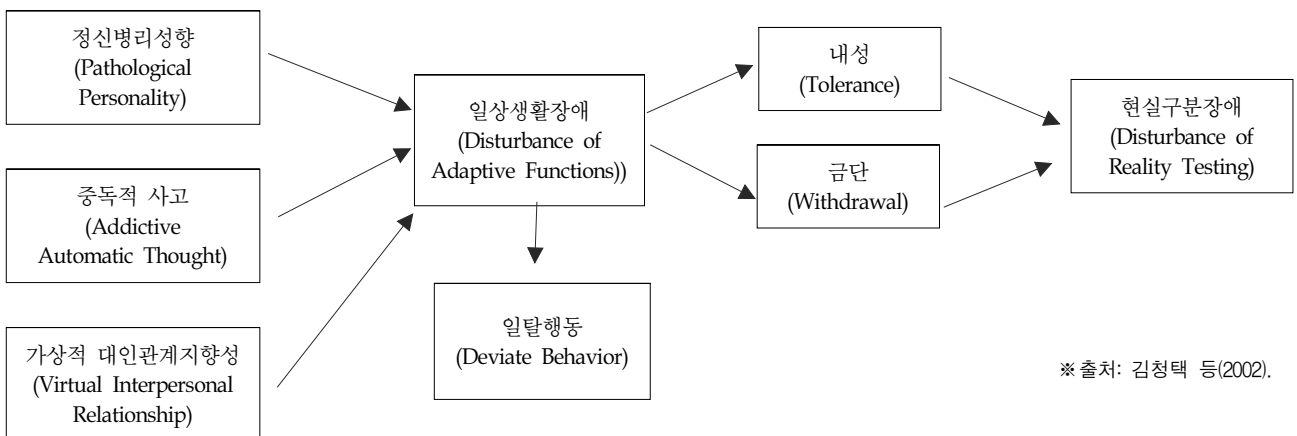 정신병리성향
(Pathological
Personality)
중독적 사고
(Addictive
Automatic Thought)
가상적 대인관계지향성
(Virtual Interpersonal
Relationship)
일상생활장애
(Disturbance of
Adaptive Functions))
일탈행동
(Deviate Behavior)
내성
(Tolerance)
금단
(Withdrawal)
현실구분장애
(Disturbance of
Reality Testing)
※출처: 김청택 등(2002).